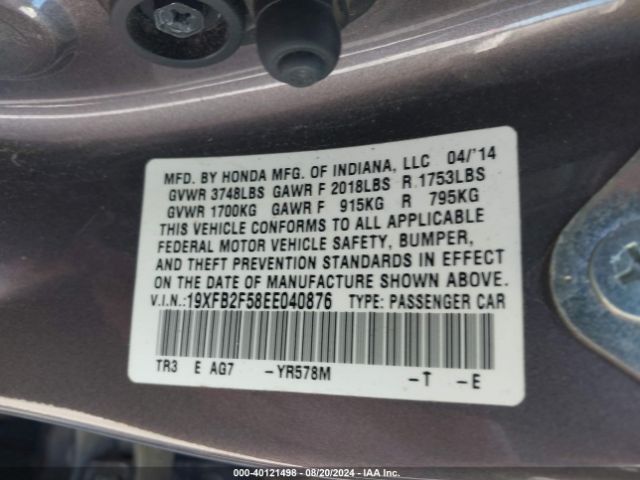 MFD. BY HONDA MFG. OF INDIANA, LLC 04/'14
GVWR 3748LBS GAWR F 2018LBS R 1753LBS
GVWR 1700KG GAWR F 915KG R 795KG
THIS VEHICLE CONFORMS TO ALL APPLICABLE
FEDERAL MOTOR VEHICLE SAFETY, BUMPER,
AND THEFT PREVENTION STANDARDS IN EFFECT
ON THE DATE OF MANUFACTURE SHOWN ABOVE.
V.I.N.:19XFB2F58EE040876 TYPE: PASSENGER CAR
TR3 E AG7 -YR578M -T -E
000-40121498 - 08/20/2024 - IAA Inc.